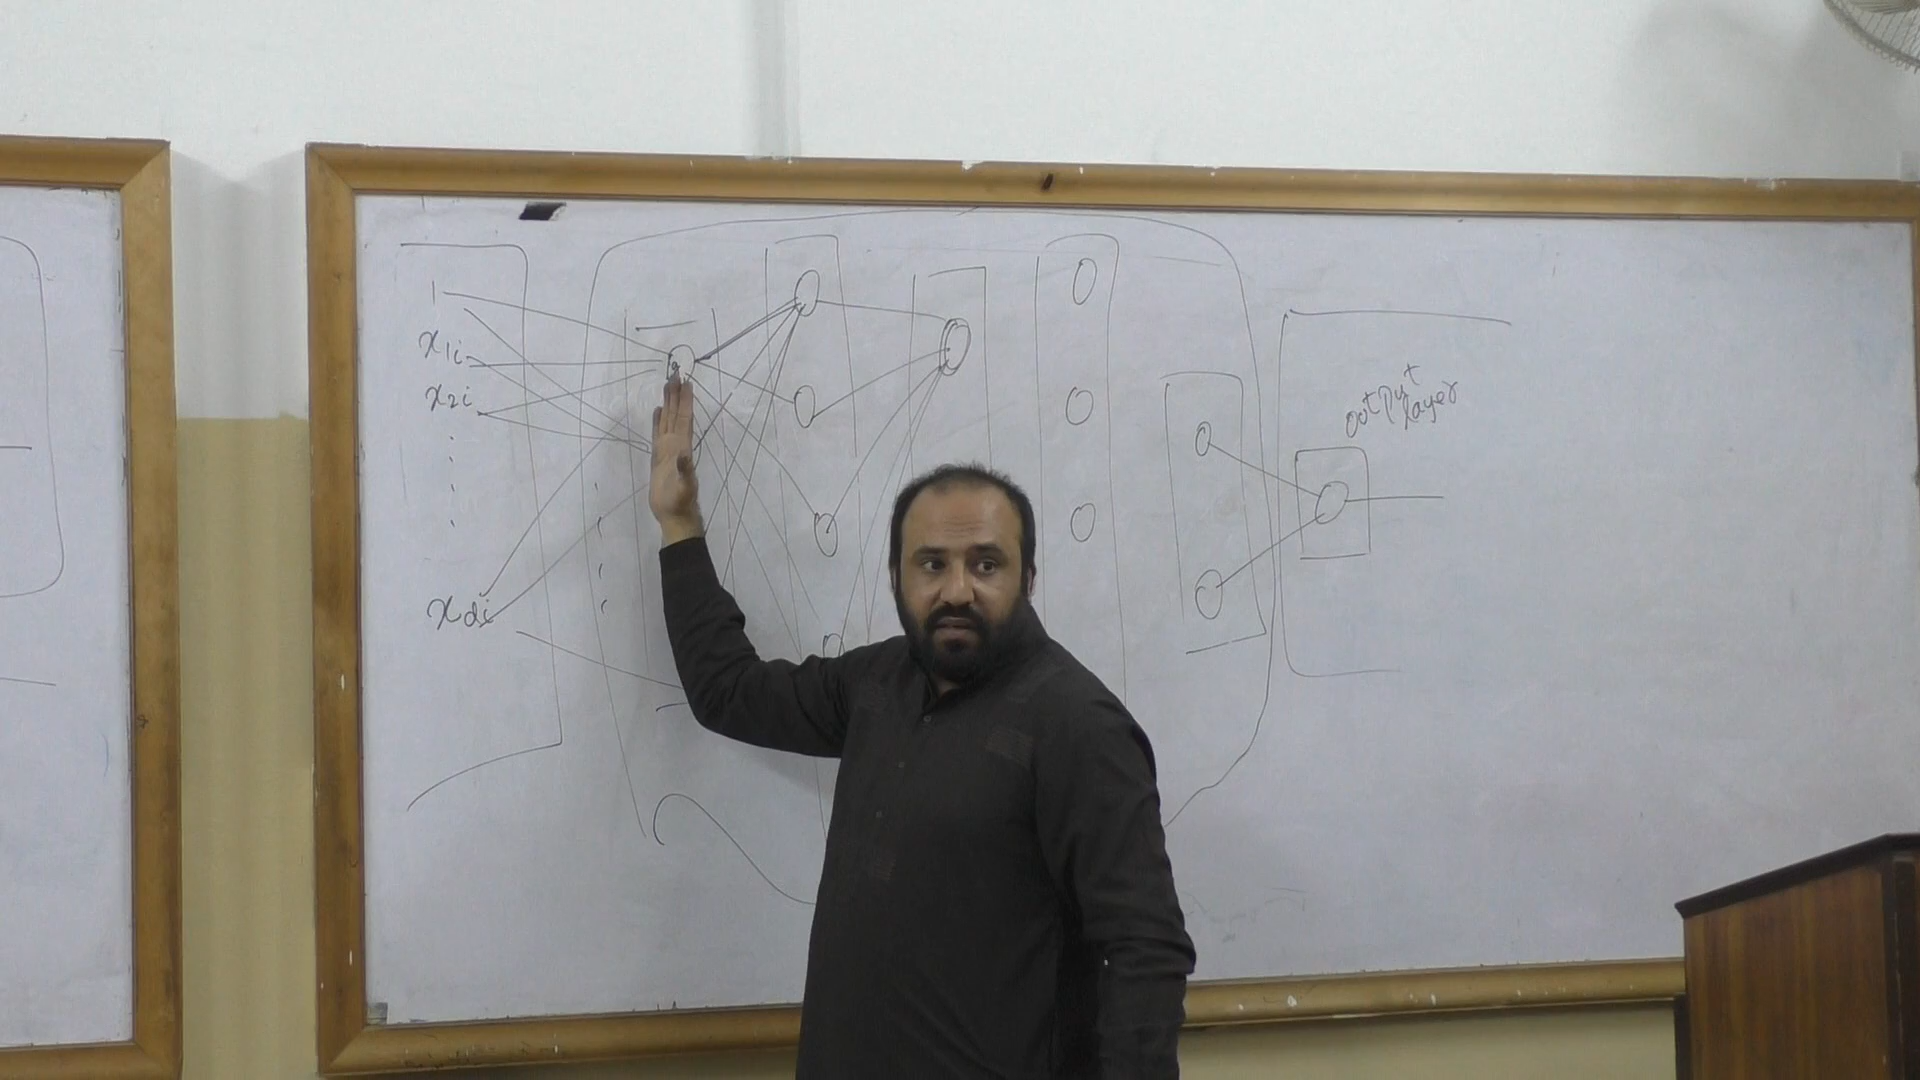 1
x1i
x2i
xdi
output
layer